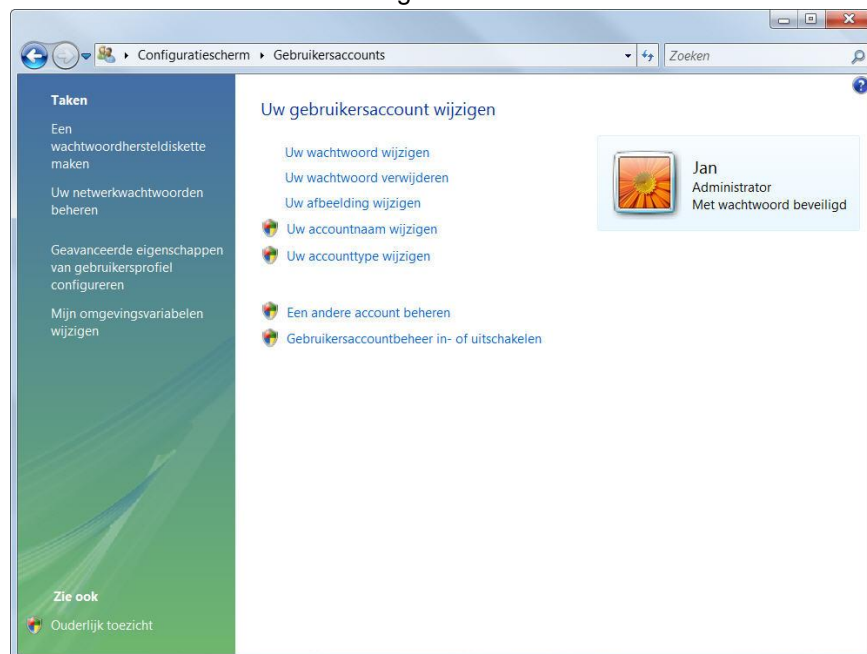 Configuratiescherm ▸ Gebruikersaccounts
Zoeken
Taken
Een
wachtwoordhersteldiskette
maken
Uw netwerkwachtwoorden
beheren
Geavanceerde eigenschappen
van gebruikersprofiel
configureren
Mijn omgevingsvariabelen
wijzigen
Zie ook
Ouderlijk toezicht
Uw gebruikersaccount wijzigen
Uw wachtwoord wijzigen
Uw wachtwoord verwijderen
Uw afbeelding wijzigen
Uw accountnaam wijzigen
Uw accounttype wijzigen
Een andere account beheren
Gebruikersaccountbeheer in- of uitschakelen
Jan
Administrator
Met wachtwoord beveiligd